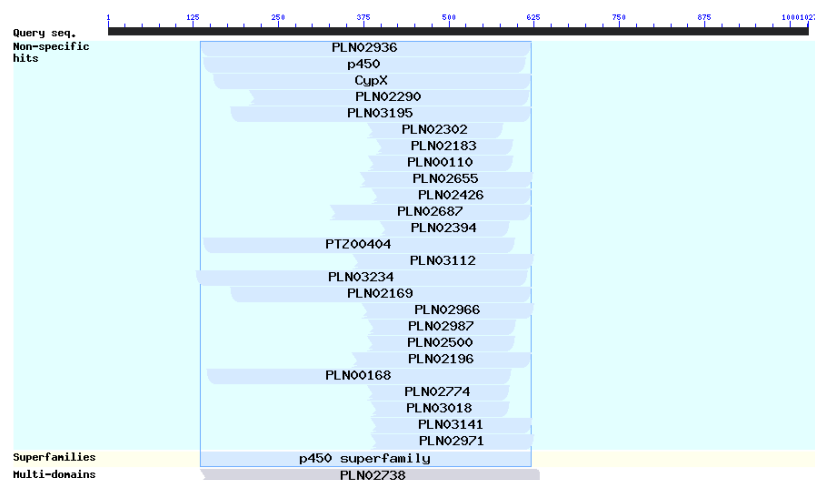 1 125 250 375 500 625 750 875 1000 1027
Query seq.
Non-specific
hits
PLN02936
p450
CypX
PLN02290
PLN03195
PLN02302
PLN02183
PLN00110
PLN02655
PLN02426
PLN02687
PLN02394
PTZ00404
PLN03112
PLN03234
PLN02169
PLN02966
PLN02987
PLN02500
PLN02196
PLN00168
PLN02774
PLN03018
PLN03141
PLN02971
Superfamilies
p450 superfamily
Multi-domains
PLN02738